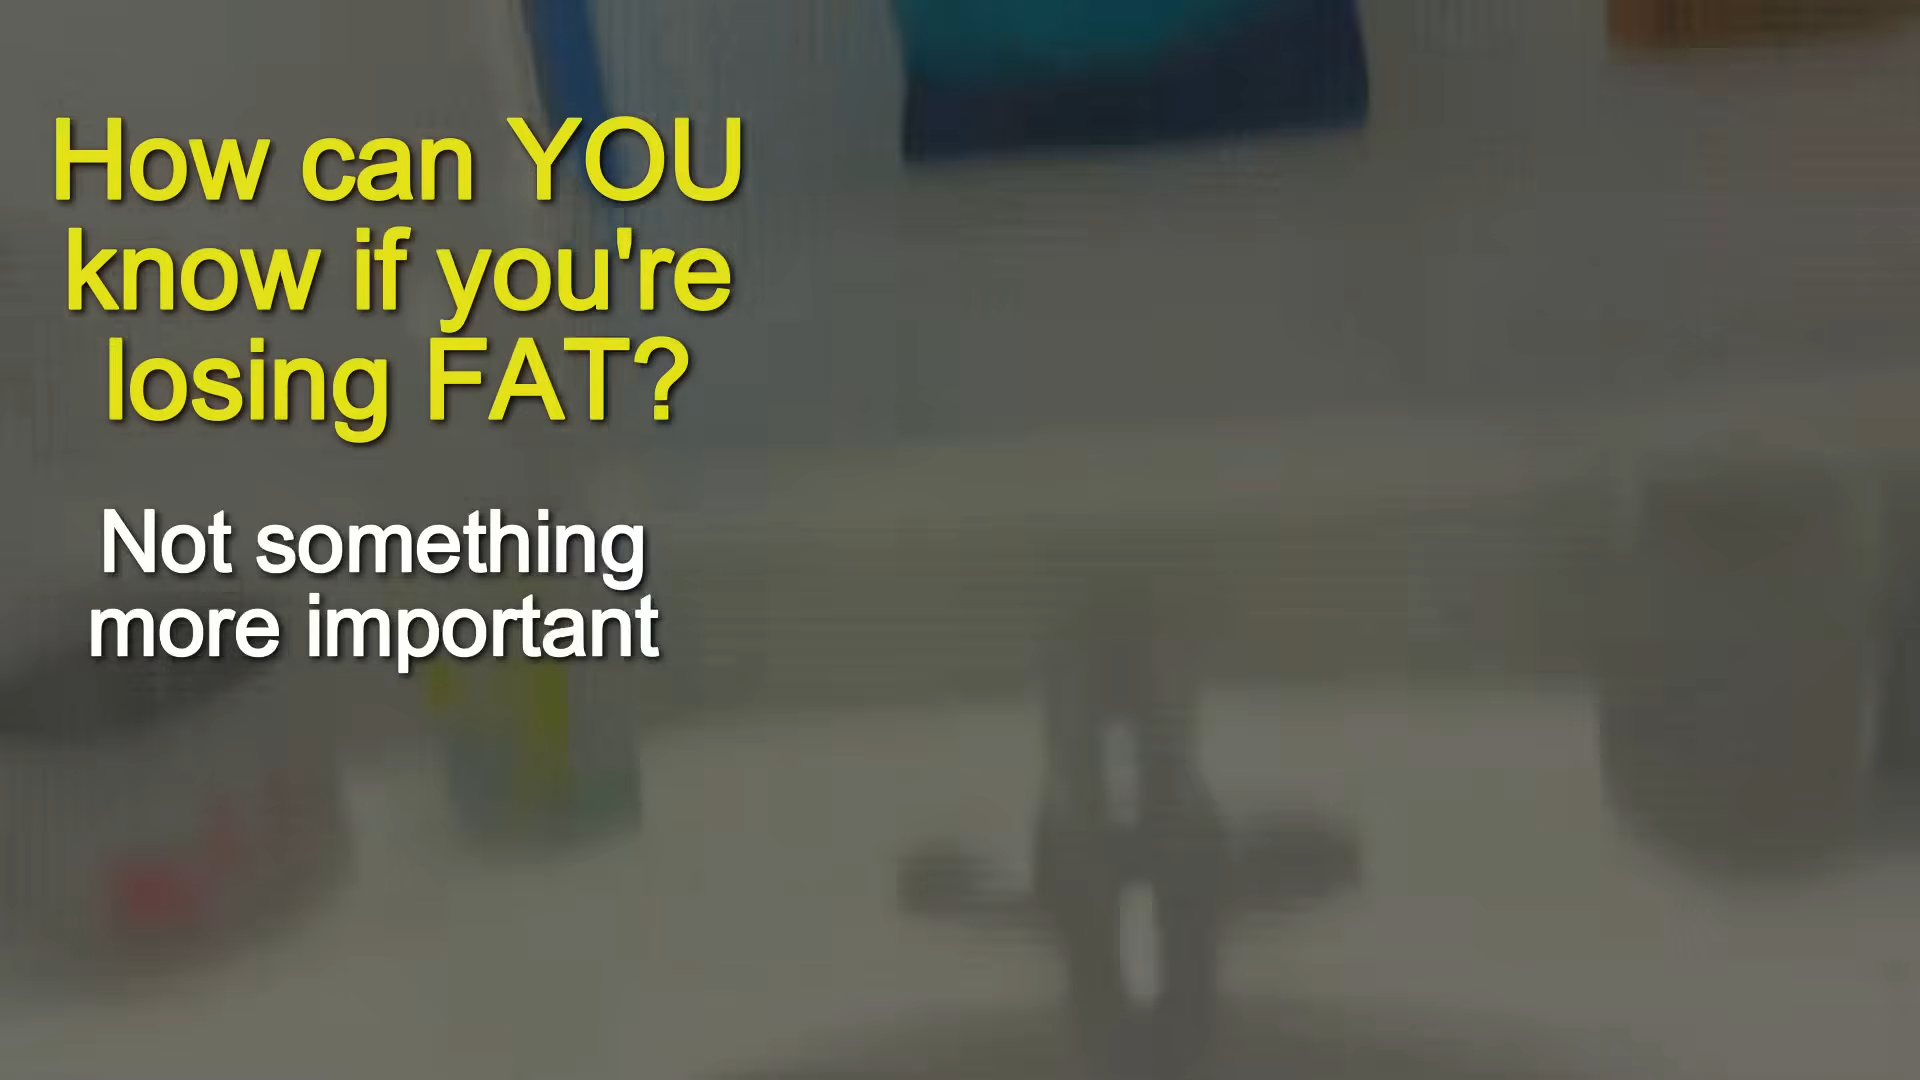 How can YOU
know if you're
losing FAT?
Not something
more important